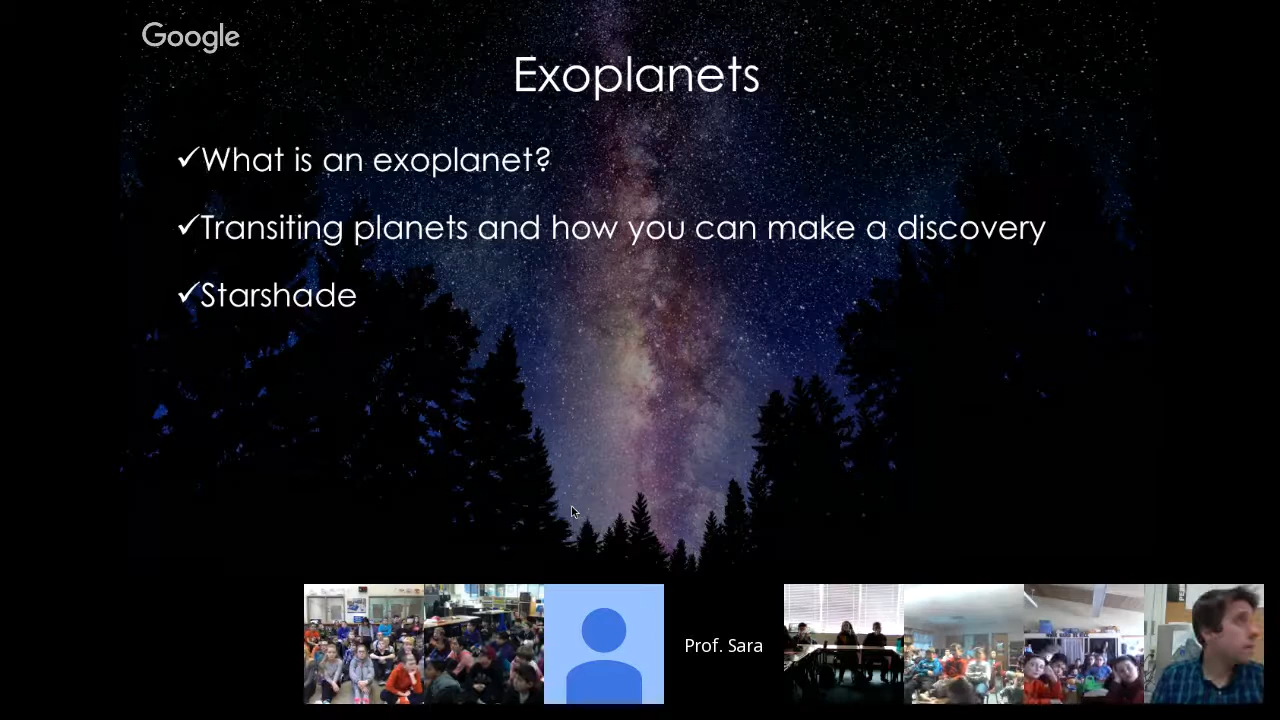 Google
Exoplanets
✓What is an exoplanet?
✓Transiting planets and how you can make a discovery
✓Starshade
Prof. Sara